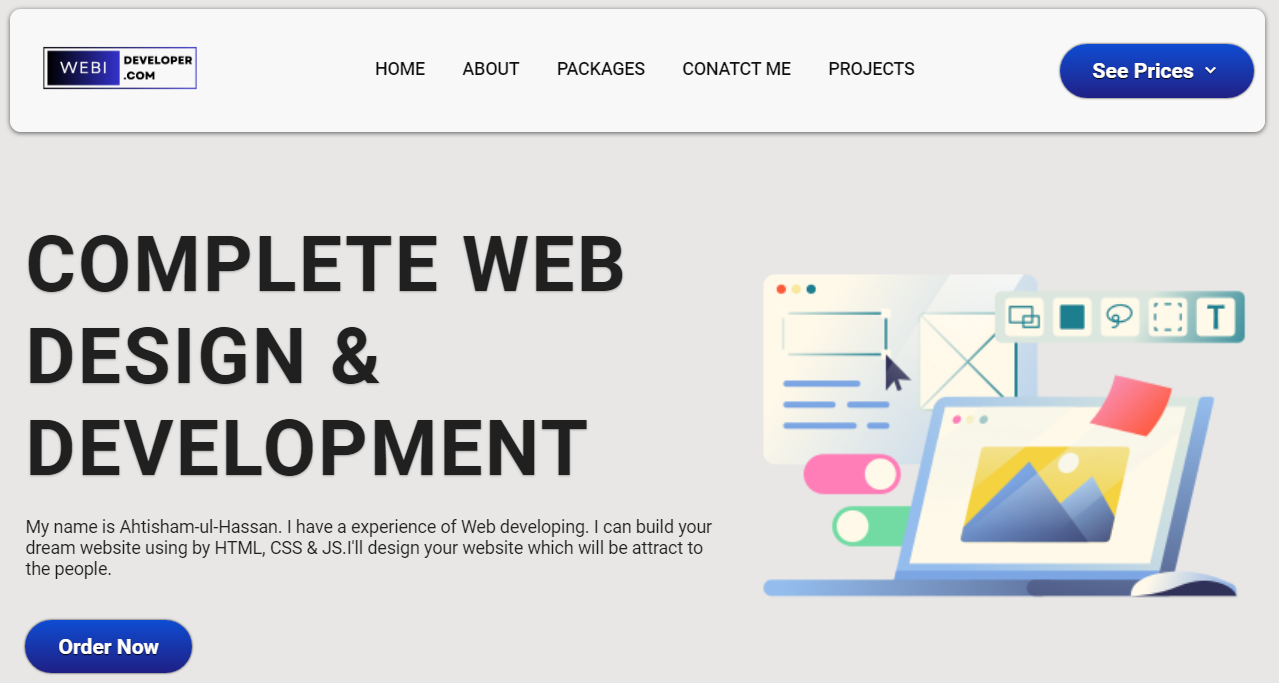 WEBI DEVELOPER
.COM
HOME ABOUT PACKAGES CONATCT ME PROJECTS
See Prices
COMPLETE WEB
DESIGN &
DEVELOPMENT
My name is Ahtisham-ul-Hassan. I have a experience of Web developing. I can build your
dream website using by HTML, CSS & JS.I'll design your website which will be attract to
the people.
T
Order Now